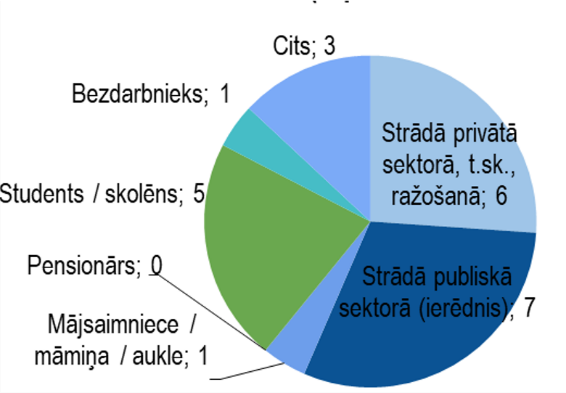 Cits; 3
Bezdarbnieks; 1
Strādā privātā
sektorā, t.sk.,
ražošanā; 6
Students / skolēns; 5
Pensionārs; 0
Strādā publiskā
sektorā (ierēdnis); 7
Mājsaimniece /
māmiņa / aukle; 1